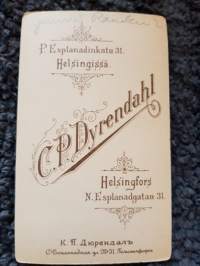 P. Esplanadinkatu 31.
Helsingissä
C.P. Dyrendahl
Helsingfors
N. Esplanadgatan 31.
К. П. Дюрендаль